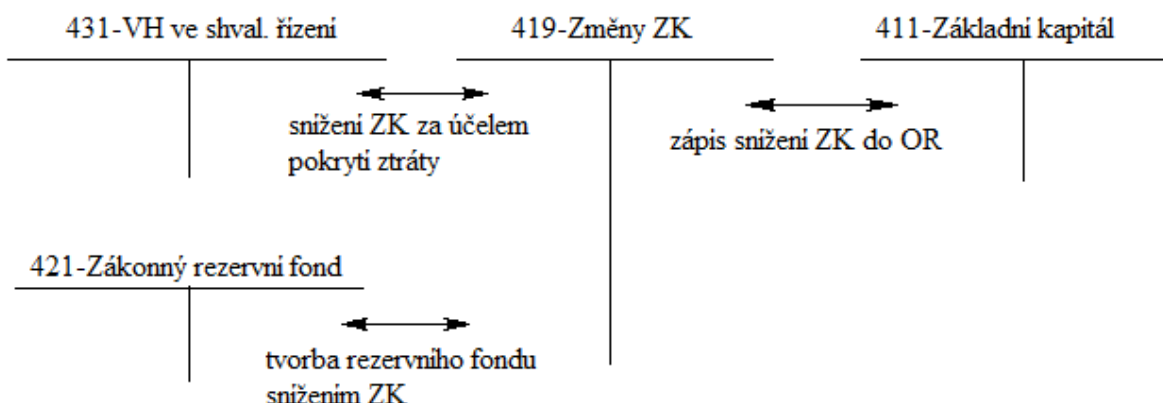 431-VH ve shval. řízení
419-Změny ZK
411-Základní kapitál
snížení ZK za účelem
pokrytí ztráty
zápis snížení ZK do OR
421-Zákonný rezervní fond
tvorba rezervního fondu
snížením ZK